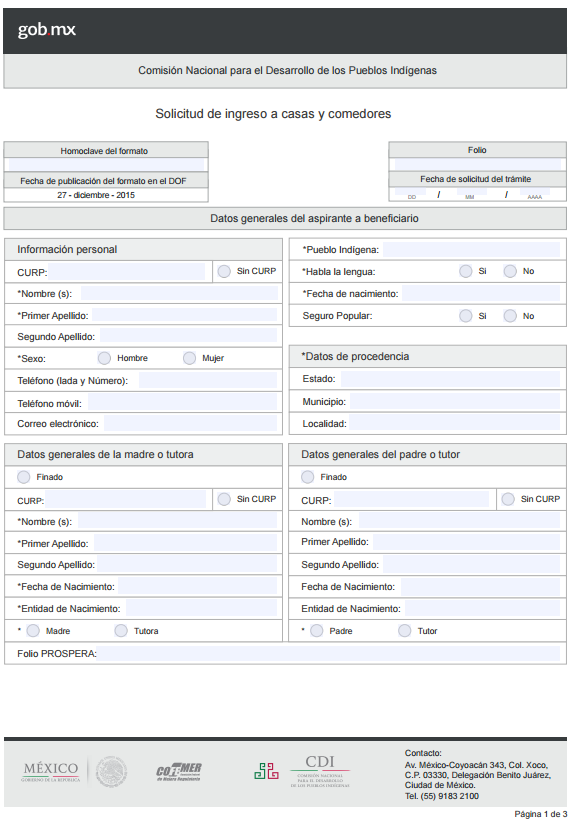 gob.mx
Comisión Nacional para el Desarrollo de los Pueblos Indígenas
Solicitud de ingreso a casas y comedores
Homoclave del formato
Folio
Fecha de publicación del formato en el DOF
27 - diciembre - 2015
Fecha de solicitud del trámite
/ /
DD MM AAAA
Datos generales del aspirante a beneficiario
Información personal
CURP: Sin CURP
*Nombre (s):
*Primer Apellido:
Segundo Apellido:
*Sexo: Hombre Mujer
Teléfono (lada y Número):
Teléfono móvil:
Correo electrónico:
*Pueblo Indígena:
*Habla la lengua: Si No
*Fecha de nacimiento:
Seguro Popular: Si No
*Datos de procedencia
Estado:
Municipio:
Localidad:
Datos generales de la madre o tutora
Finado
CURP: Sin CURP
*Nombre (s):
*Primer Apellido:
Segundo Apellido:
*Fecha de Nacimiento:
*Entidad de Nacimiento:
* Madre Tutora
Datos generales del padre o tutor
Finado
CURP: Sin CURP
Nombre (s):
Primer Apellido:
Segundo Apellido:
Fecha de Nacimiento:
Entidad de Nacimiento:
* Padre Tutor
Folio PROSPERA:
MÉXICO
GOBIERNO DE LA REPÚBLICA
COFEMER
CDI
COMISIÓN NACIONAL
PARA EL DESARROLLO
DE LOS PUEBLOS INDÍGENAS
Contacto:
Av. México-Coyoacán 343, Col. Xoco,
C.P. 03330, Delegación Benito Juárez,
Ciudad de México.
Tel. (55) 9183 2100
Página 1 de 3